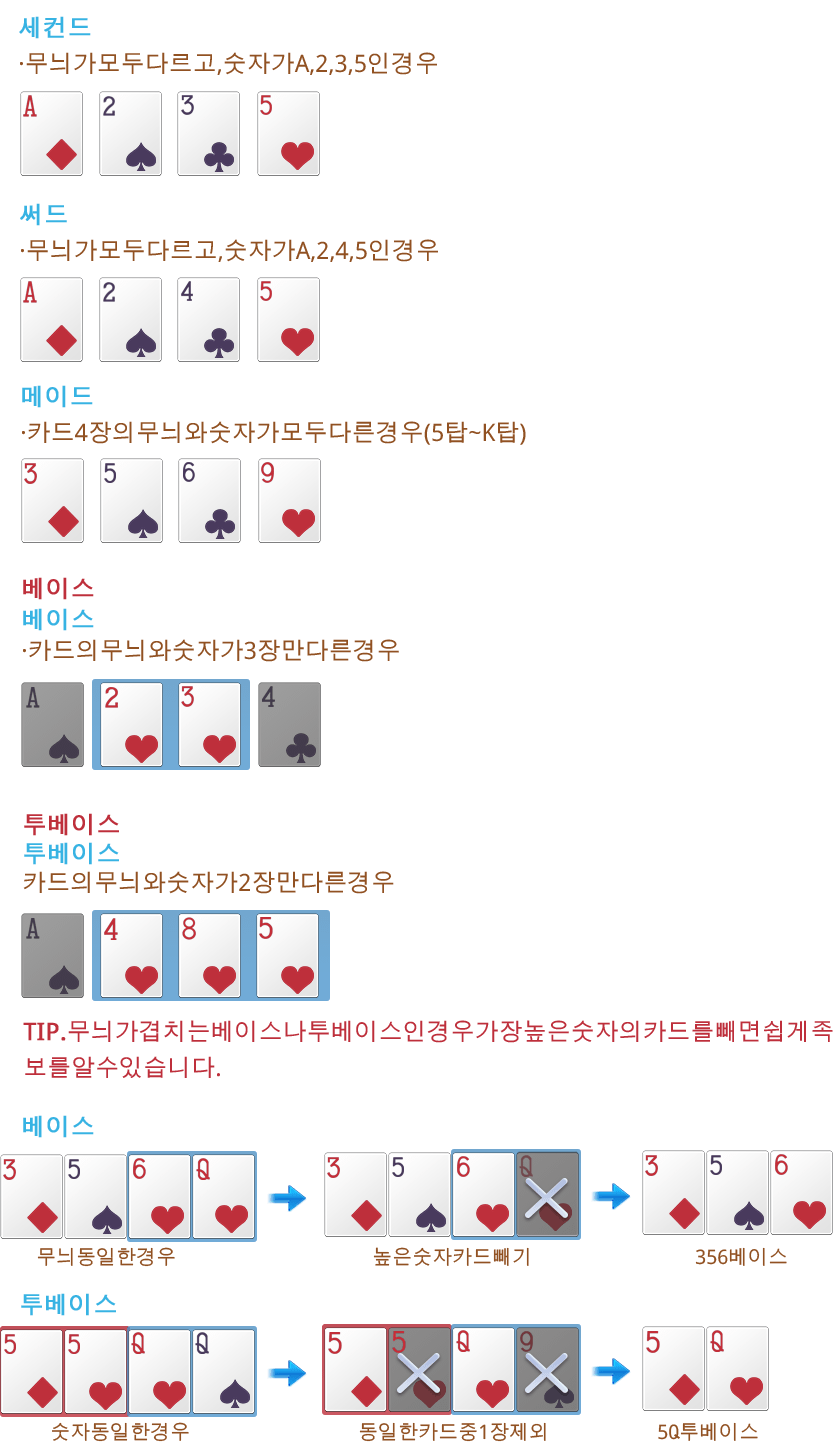 세컨드
·무늬가모두다르고,숫자가A,2,3,5인경우
A 2 3 5
써드
·무늬가모두다르고,숫자가A,2,4,5인경우
A 2 4 5
메이드
·카드4장의무늬와숫자가모두다른경우(5탑~K탑)
3 5 6 9
베이스
베이스
·카드의무늬와숫자가3장만다른경우
A 2 3 4
투베이스
투베이스
카드의무늬와숫자가2장만다른경우
A 4 8 5
TIP.무늬가겹치는베이스나투베이스인경우가장높은숫자의카드를빼면쉽게족
보를알수있습니다.
베이스
3 5 6 Q 3 5 6 Q 3 5 6
무늬동일한경우 높은숫자카드빼기 356베이스
투베이스
5 5 Q Q 5 5 Q 9 5 Q
숫자동일한경우 동일한카드중1장제외 5Q투베이스